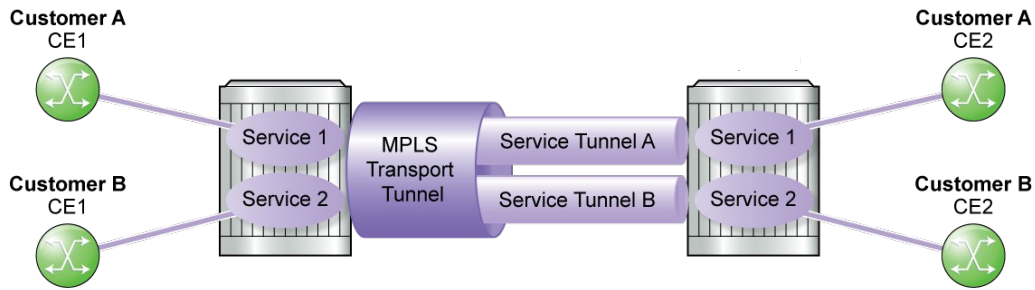 Customer A
CE1
Customer A
CE2
Service 1
MPLS
Transport
Tunnel
Service Tunnel A
Service 1
Customer B
CE1
Service 2
Service Tunnel B
Service 2
Customer B
CE2